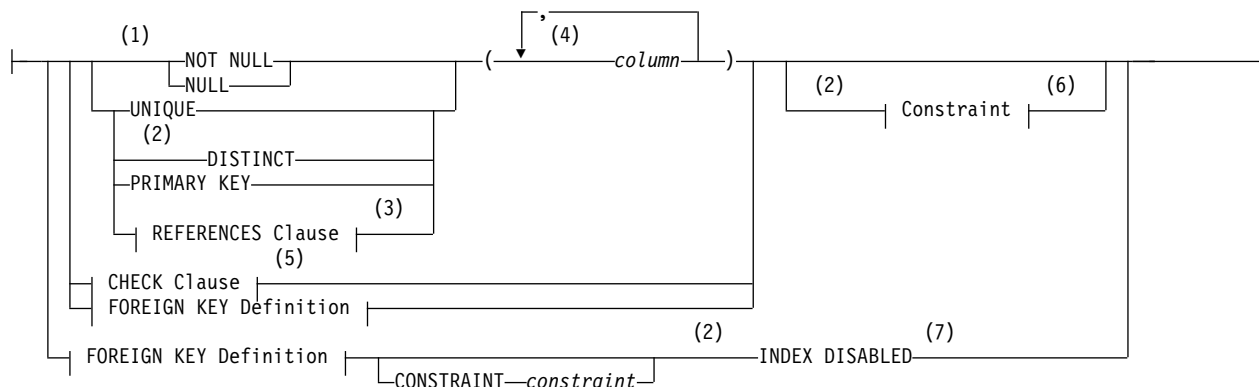 ,
(1) (4)
NOT NULL ( column )
NULL (2) (6)
UNIQUE Constraint
(2)
DISTINCT
PRIMARY KEY
(3)
REFERENCES Clause
(5)
CHECK Clause
FOREIGN KEY Definition
(2) (7)
FOREIGN KEY Definition INDEX DISABLED
CONSTRAINT constraint